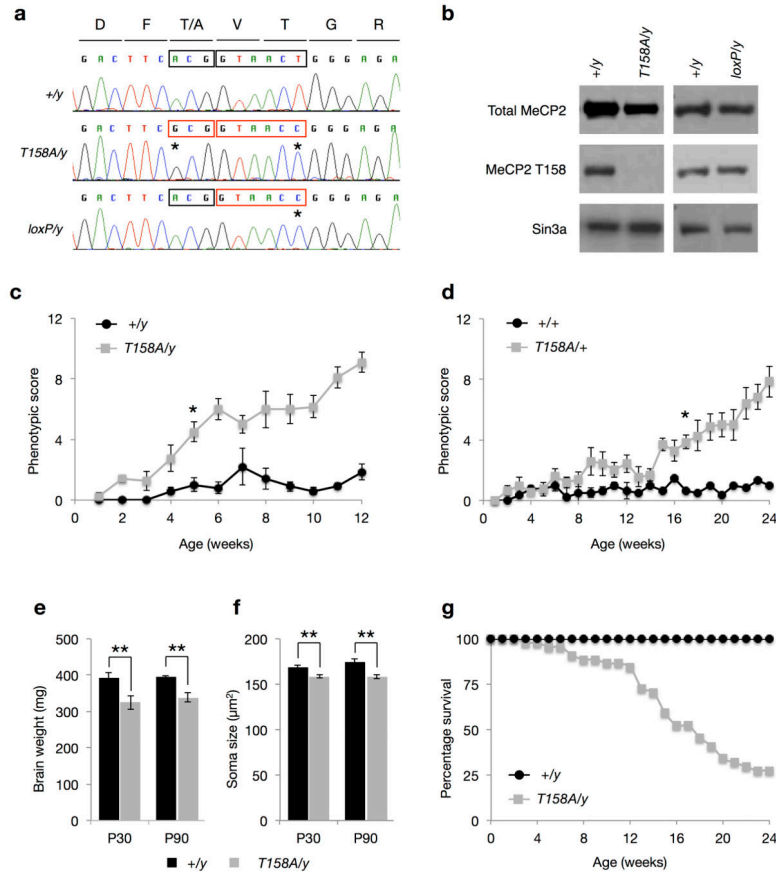 a
D F T/A V T G R
G A C T T C A C G G T A A C T G G G A G A
+/y
G A C T T C G C G G T A A C C G G G A G A
T158A/y
* *
G A C T T C A C G G T A A C C G G G A G A
loxP/y
*
b
+/y T158A/y +/y loxP/y
Total MeCP2
MeCP2 T158
Sin3a
c
+/y
T158A/y
Phenotypic score
12
8
4
0
*
0 2 4 6 8 10 12
Age (weeks)
d
+/+
T158A/+
Phenotypic score
12
8
4
0
*
0 4 8 12 16 20 24
Age (weeks)
e
Brain weight (mg)
500
400
300
200
100
0
** **
P30 P90
f
Soma size (µm²)
200
150
100
50
0
** **
P30 P90
+/y T158A/y
g
Percentage survival
100
75
50
25
0
+/y
T158A/y
0 4 8 12 16 20 24
Age (weeks)